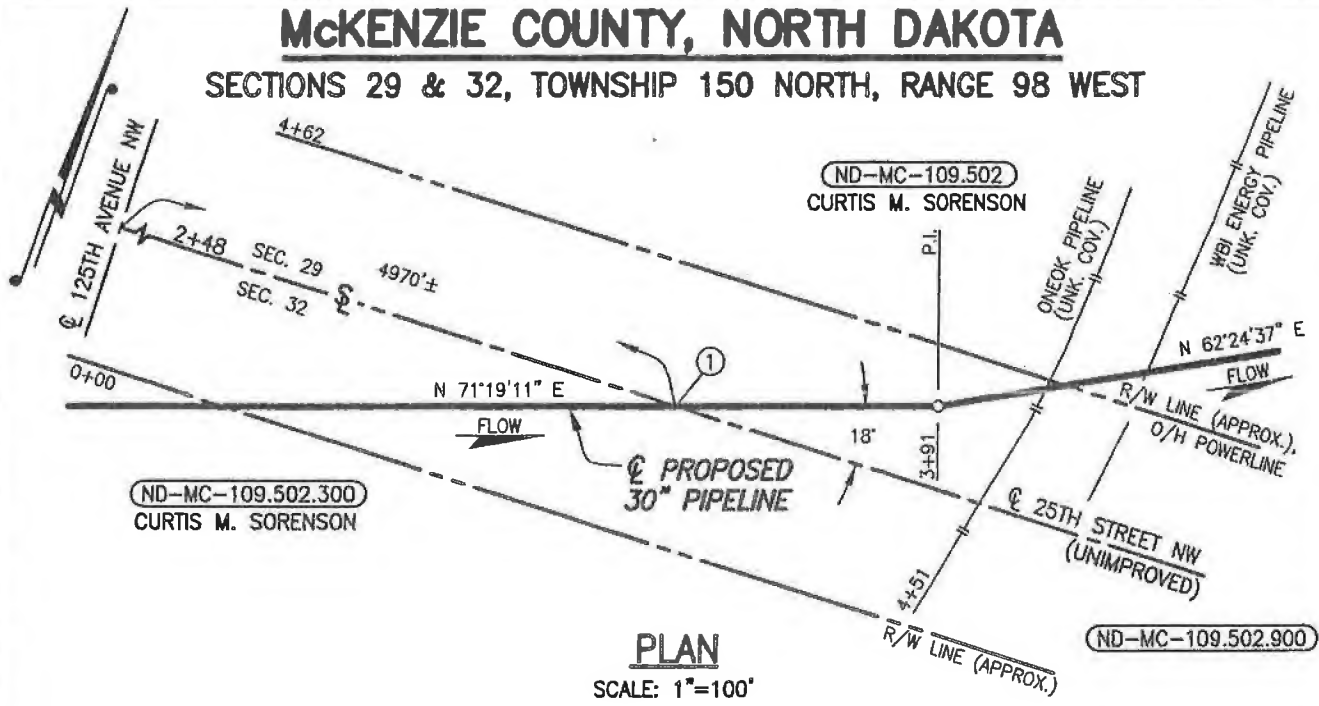 McKENZIE COUNTY, NORTH DAKOTA
SECTIONS 29 & 32, TOWNSHIP 150 NORTH, RANGE 98 WEST
℄ 125TH AVENUE NW
4+62
ND-MC-109.502
CURTIS M. SORENSON
P.I.
ONEOK PIPELINE
(UNK. COV.)
WBI ENERGY PIPELINE
(UNK. COV.)
2+48
SEC. 29
SEC. 32
4970'±
0+00
N 71°19'11" E
1
N 62°24'37" E
FLOW
FLOW
18°
3+91
℄ PROPOSED
30" PIPELINE
R/W LINE (APPROX.),
O/H POWERLINE
ND-MC-109.502.300
CURTIS M. SORENSON
℄ 25TH STREET NW
(UNIMPROVED)
4+51
R/W LINE (APPROX.)
ND-MC-109.502.900
PLAN
SCALE: 1"=100'